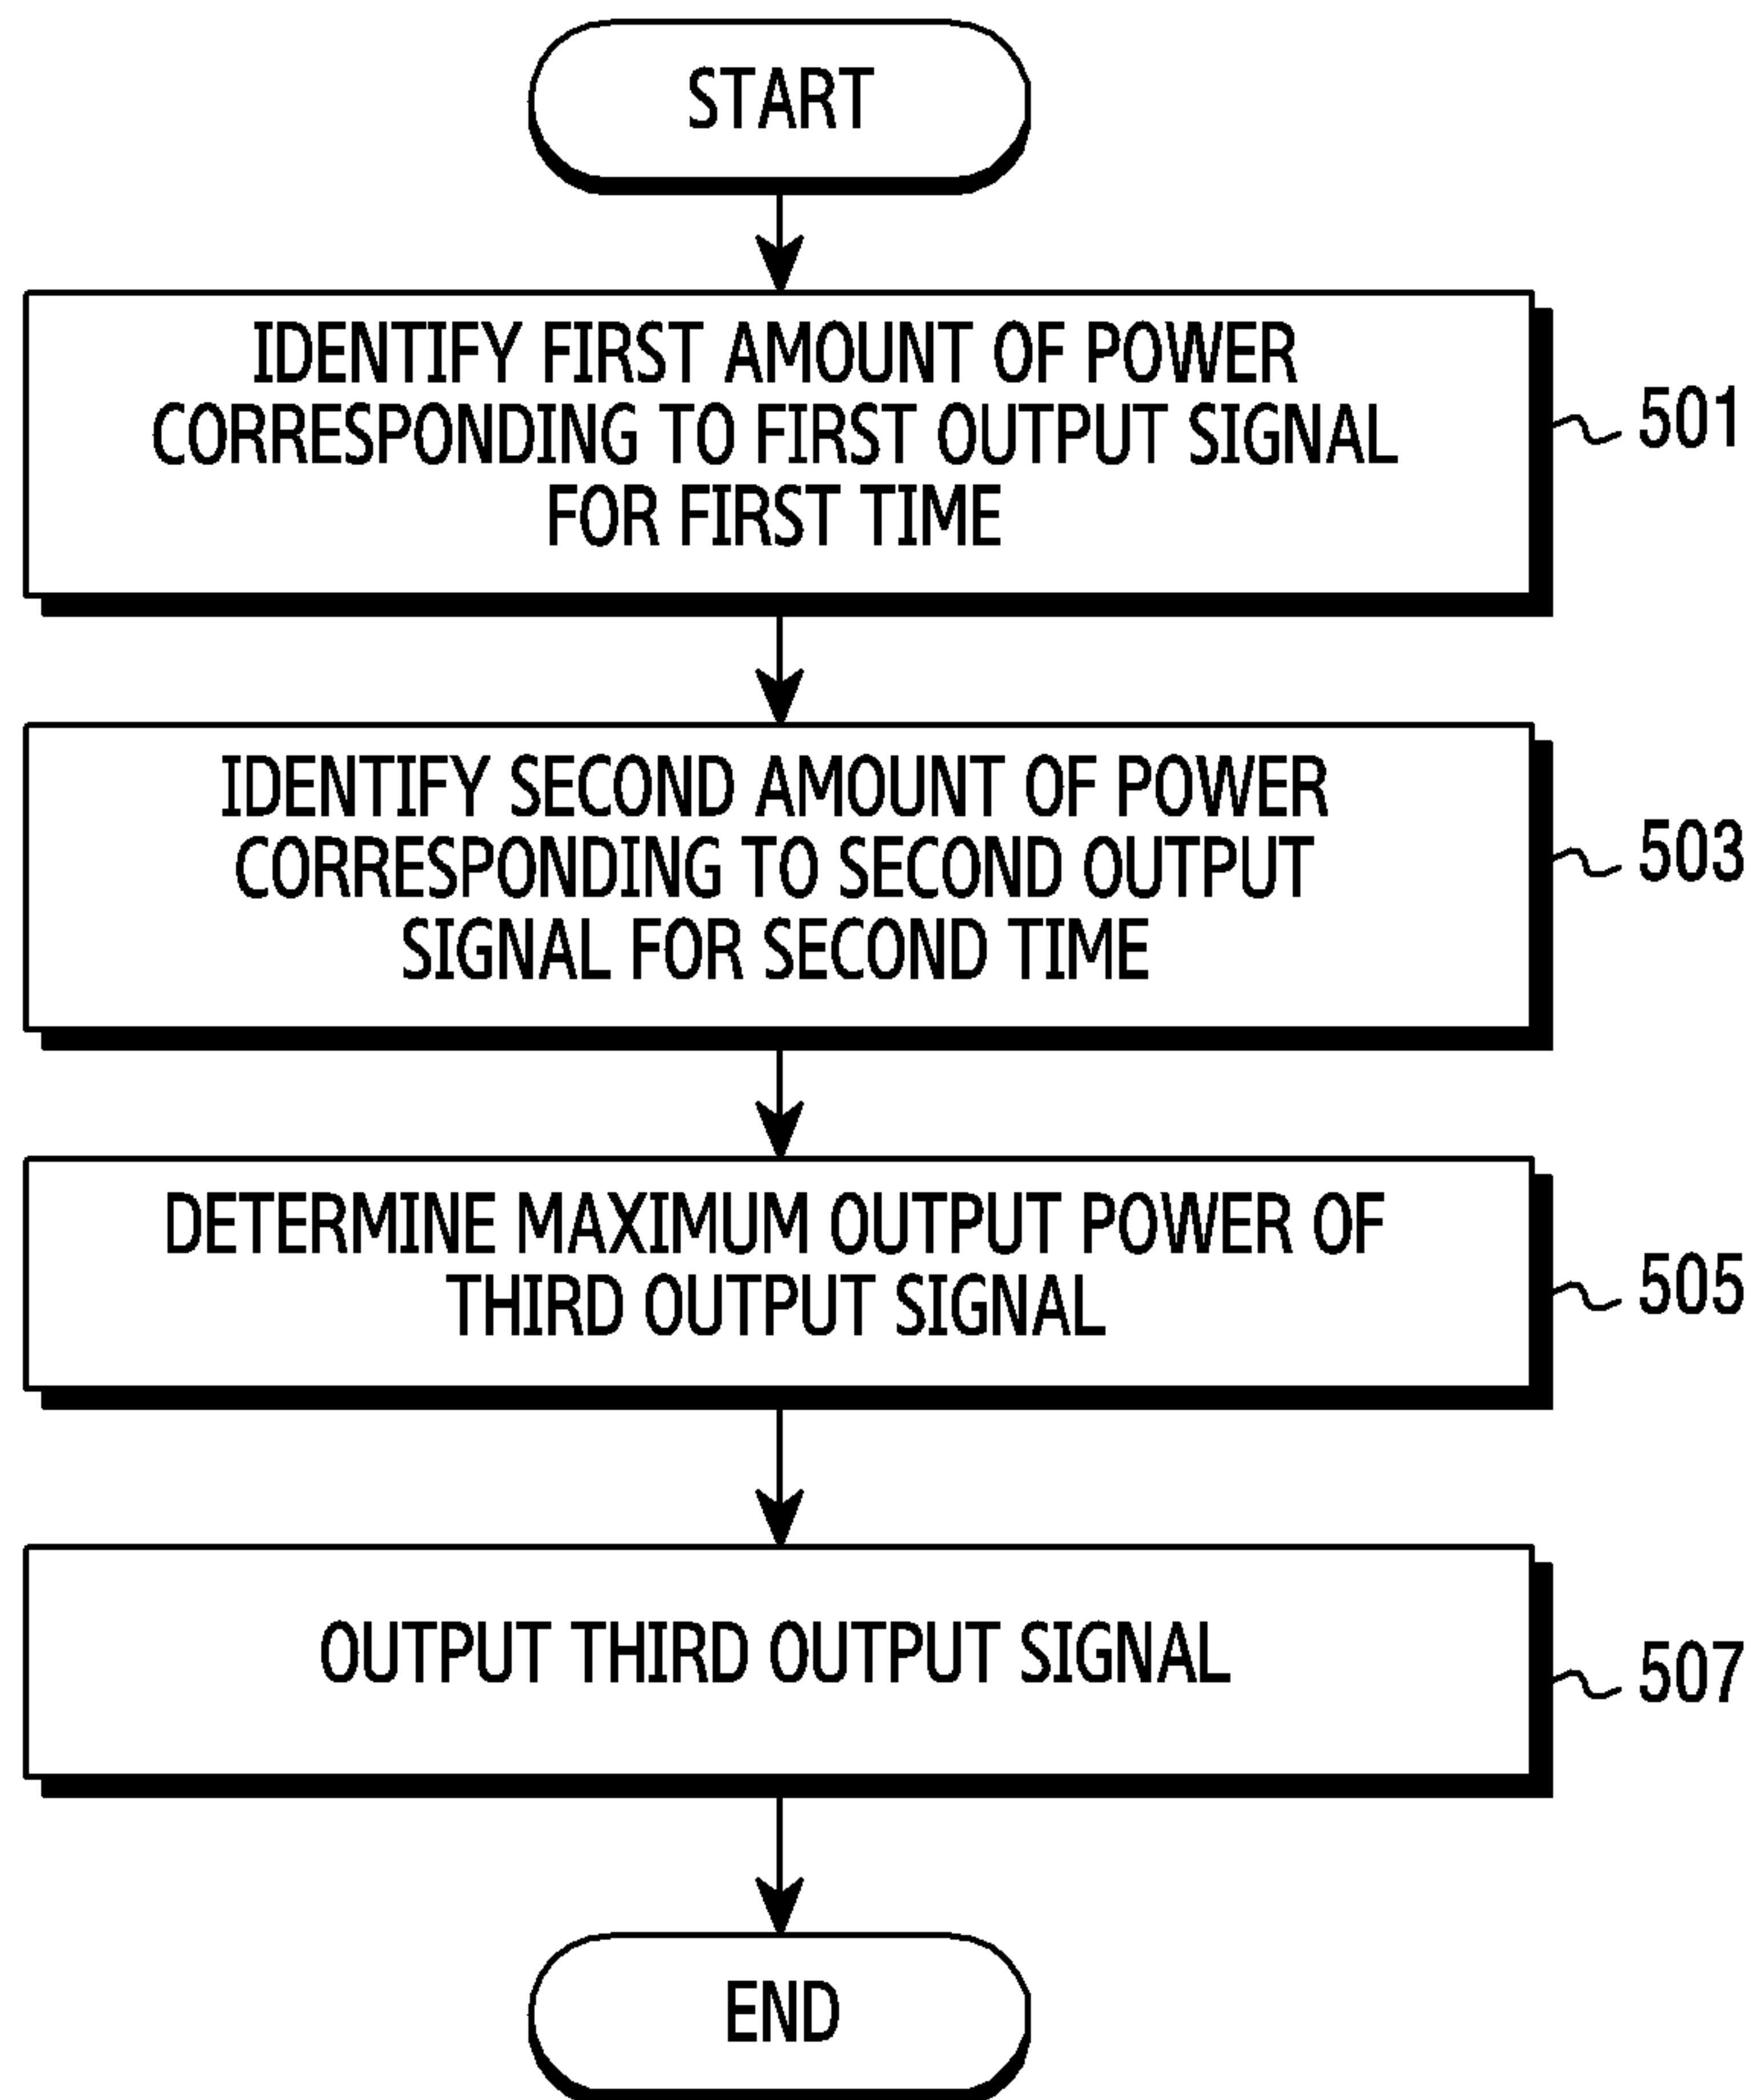 START
IDENTIFY FIRST AMOUNT OF POWER
CORRESPONDING TO FIRST OUTPUT SIGNAL
FOR FIRST TIME
501
IDENTIFY SECOND AMOUNT OF POWER
CORRESPONDING TO SECOND OUTPUT
SIGNAL FOR SECOND TIME
503
DETERMINE MAXIMUM OUTPUT POWER OF
THIRD OUTPUT SIGNAL
505
OUTPUT THIRD OUTPUT SIGNAL
507
END